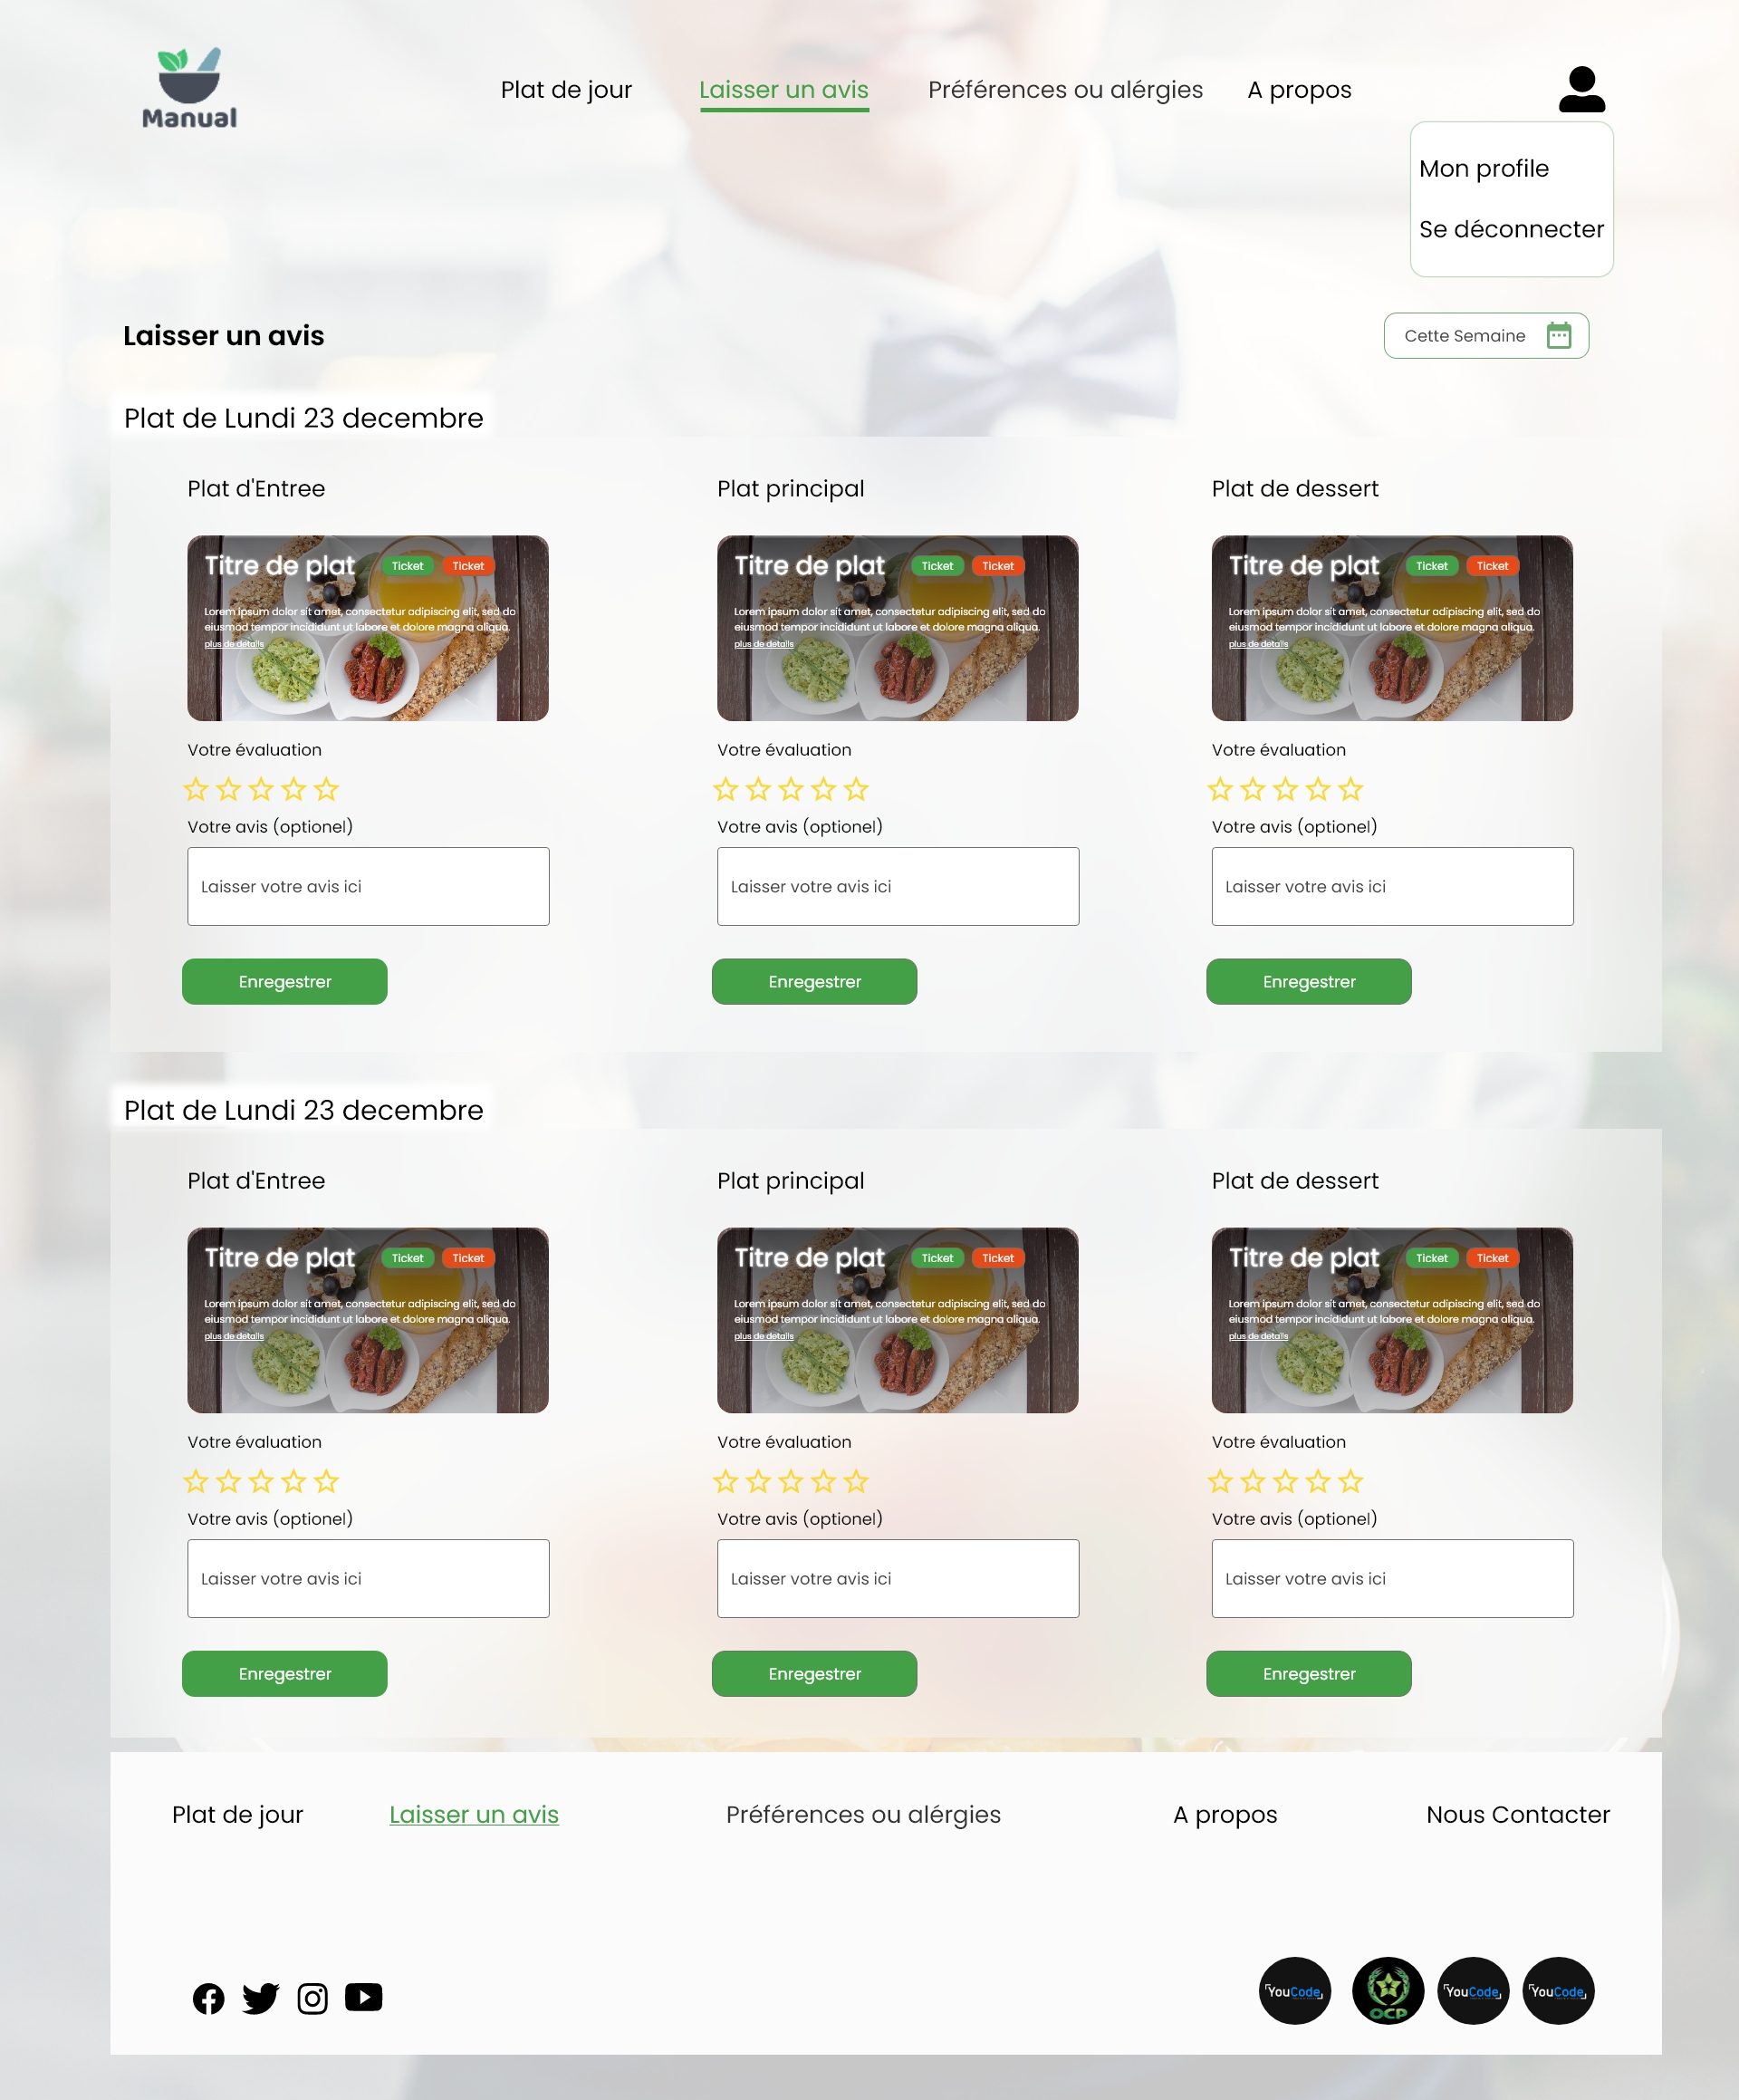 Manual
Plat de jour
Laisser un avis
Préférences ou alérgies
A propos
Mon profile
Se déconnecter
Laisser un avis
Cette Semaine
Plat de Lundi 23 decembre
Plat d'Entree
Plat principal
Plat de dessert
Titre de plat
Ticket
Ticket
Lorem ipsum dolor sit amet, consectetur adipiscing elit, sed do
eiusmod tempor incididunt ut labore et dolore magna aliqua.
plus de details
Titre de plat
Ticket
Ticket
Lorem ipsum dolor sit amet, consectetur adipiscing elit, sed do
eiusmod tempor incididunt ut labore et dolore magna aliqua.
plus de details
Titre de plat
Ticket
Ticket
Lorem ipsum dolor sit amet, consectetur adipiscing elit, sed do
eiusmod tempor incididunt ut labore et dolore magna aliqua.
plus de details
Votre évaluation
Votre évaluation
Votre évaluation
Votre avis (optionel)
Votre avis (optionel)
Votre avis (optionel)
Laisser votre avis ici
Laisser votre avis ici
Laisser votre avis ici
Enregestrer
Enregestrer
Enregestrer
Plat de Lundi 23 decembre
Plat d'Entree
Plat principal
Plat de dessert
Titre de plat
Ticket
Ticket
Lorem ipsum dolor sit amet, consectetur adipiscing elit, sed do
eiusmod tempor incididunt ut labore et dolore magna aliqua.
plus de details
Titre de plat
Ticket
Ticket
Lorem ipsum dolor sit amet, consectetur adipiscing elit, sed do
eiusmod tempor incididunt ut labore et dolore magna aliqua.
plus de details
Titre de plat
Ticket
Ticket
Lorem ipsum dolor sit amet, consectetur adipiscing elit, sed do
eiusmod tempor incididunt ut labore et dolore magna aliqua.
plus de details
Votre évaluation
Votre évaluation
Votre évaluation
Votre avis (optionel)
Votre avis (optionel)
Votre avis (optionel)
Laisser votre avis ici
Laisser votre avis ici
Laisser votre avis ici
Enregestrer
Enregestrer
Enregestrer
Plat de jour
Laisser un avis
Préférences ou alérgies
A propos
Nous Contacter
YouCode
OCP
YouCode
YouCode